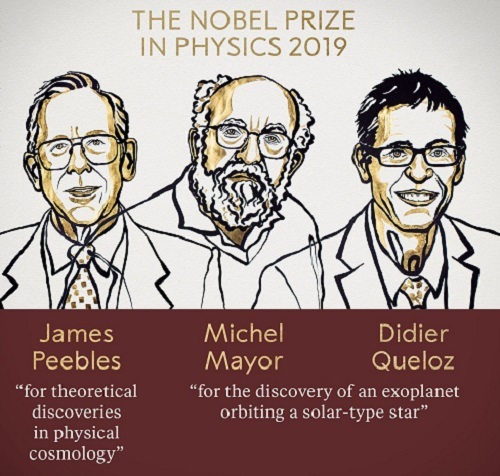 THE NOBEL PRIZE
IN PHYSICS 2019
James
Peebles
“for theoretical
discoveries
in physical
cosmology”
Michel
Mayor
Didier
Queloz
“for the discovery of an exoplanet
orbiting a solar-type star”